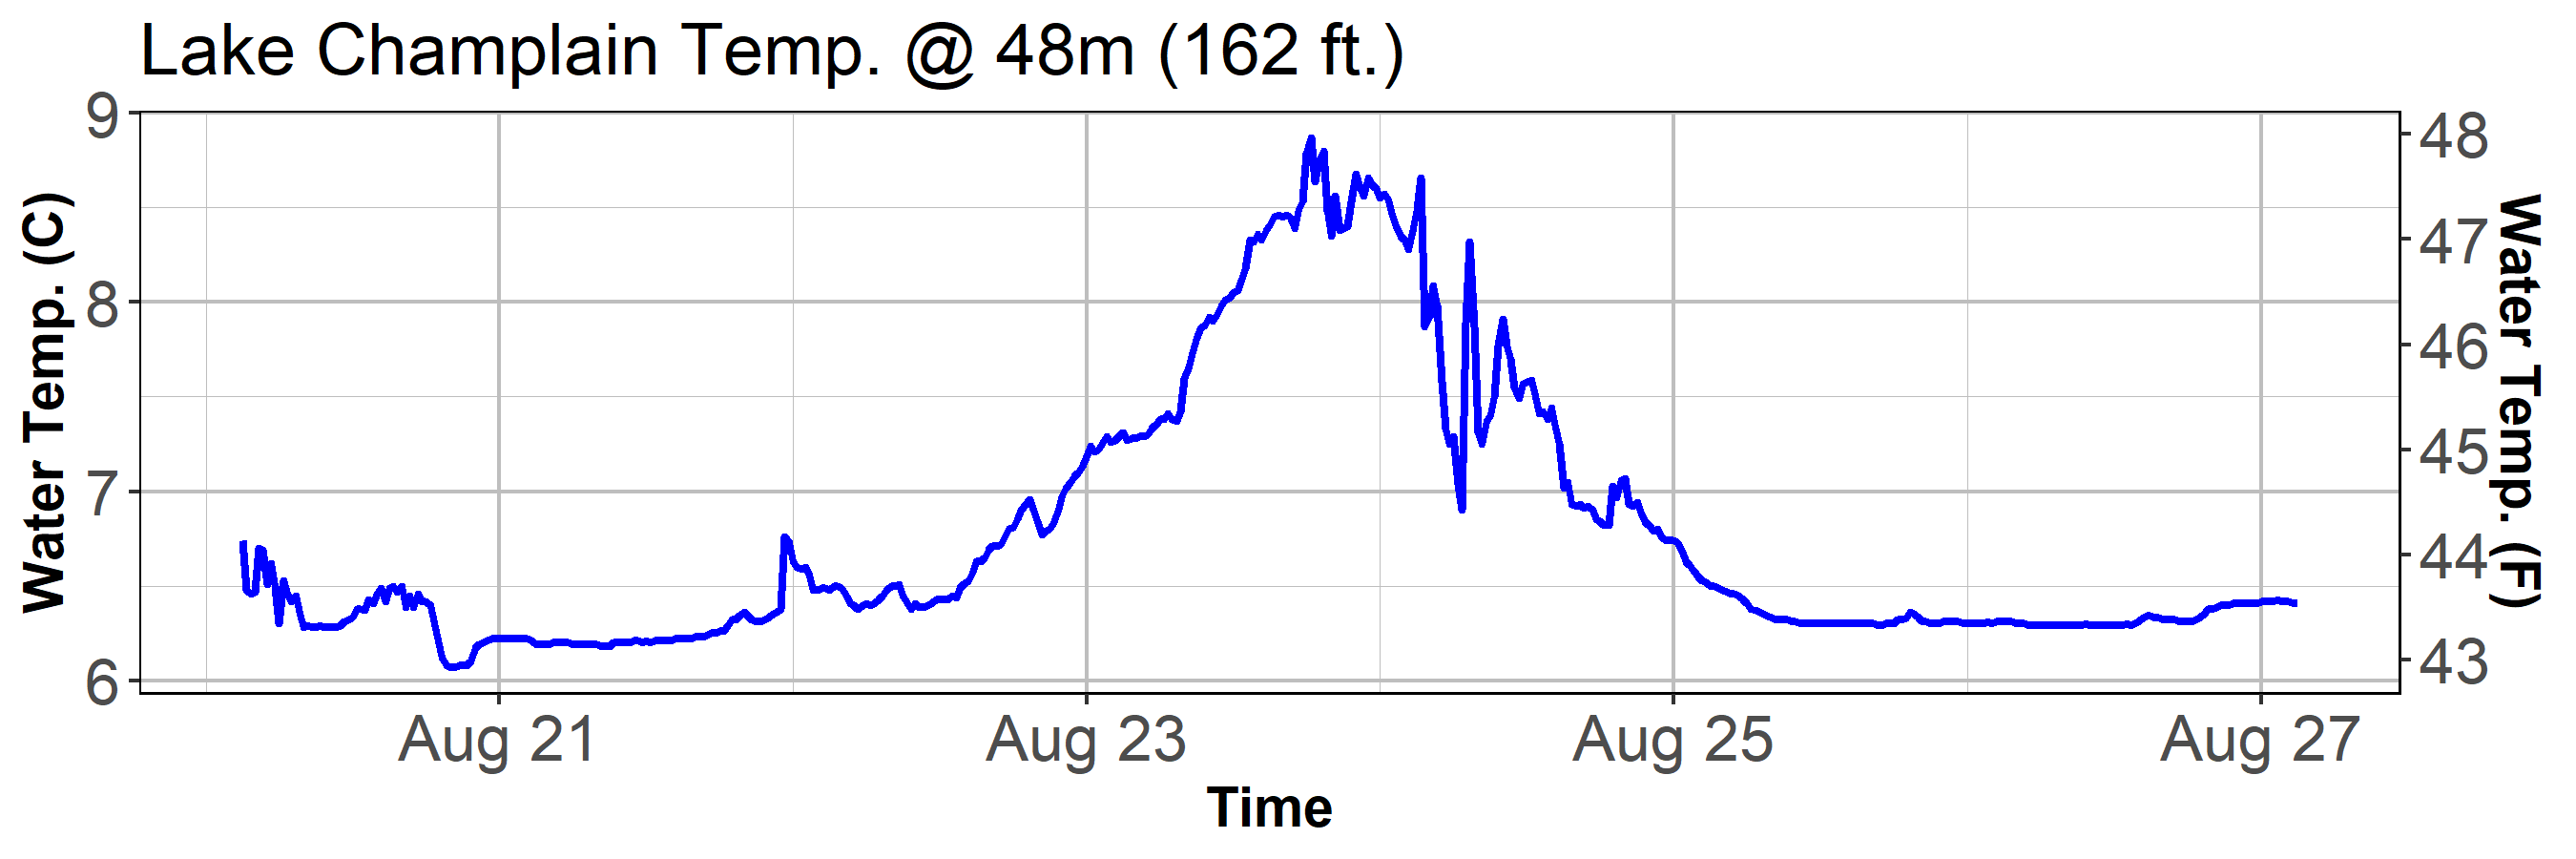 Lake Champlain Temp. @ 48m (162 ft.)
Water Temp. (C)
9
8
7
6
48
47
46
45
44
43
Water Temp. (F)
Aug 21 Aug 23 Aug 25 Aug 27
Time